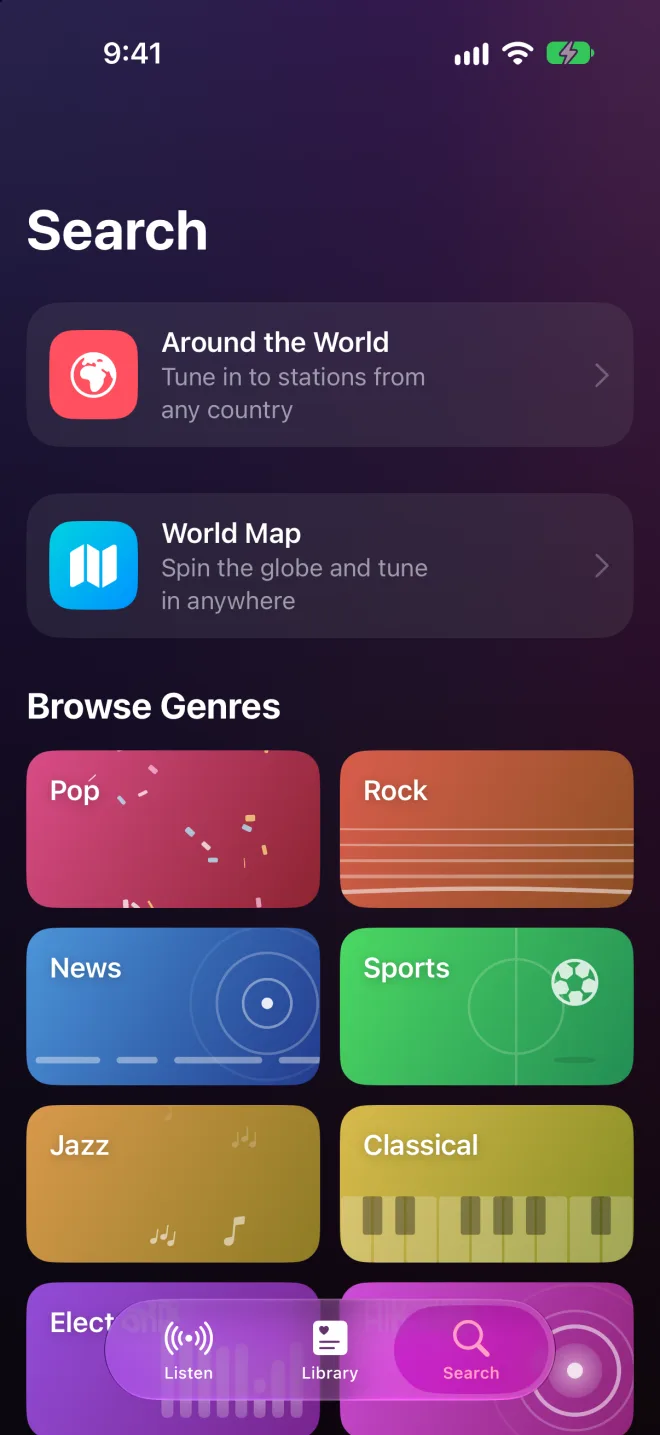 9:41
Search
Around the World
Tune in to stations from
any country
World Map
Spin the globe and tune
in anywhere
Browse Genres
Pop
Rock
News
Sports
Jazz
Classical
Elect
Listen
Library
Search